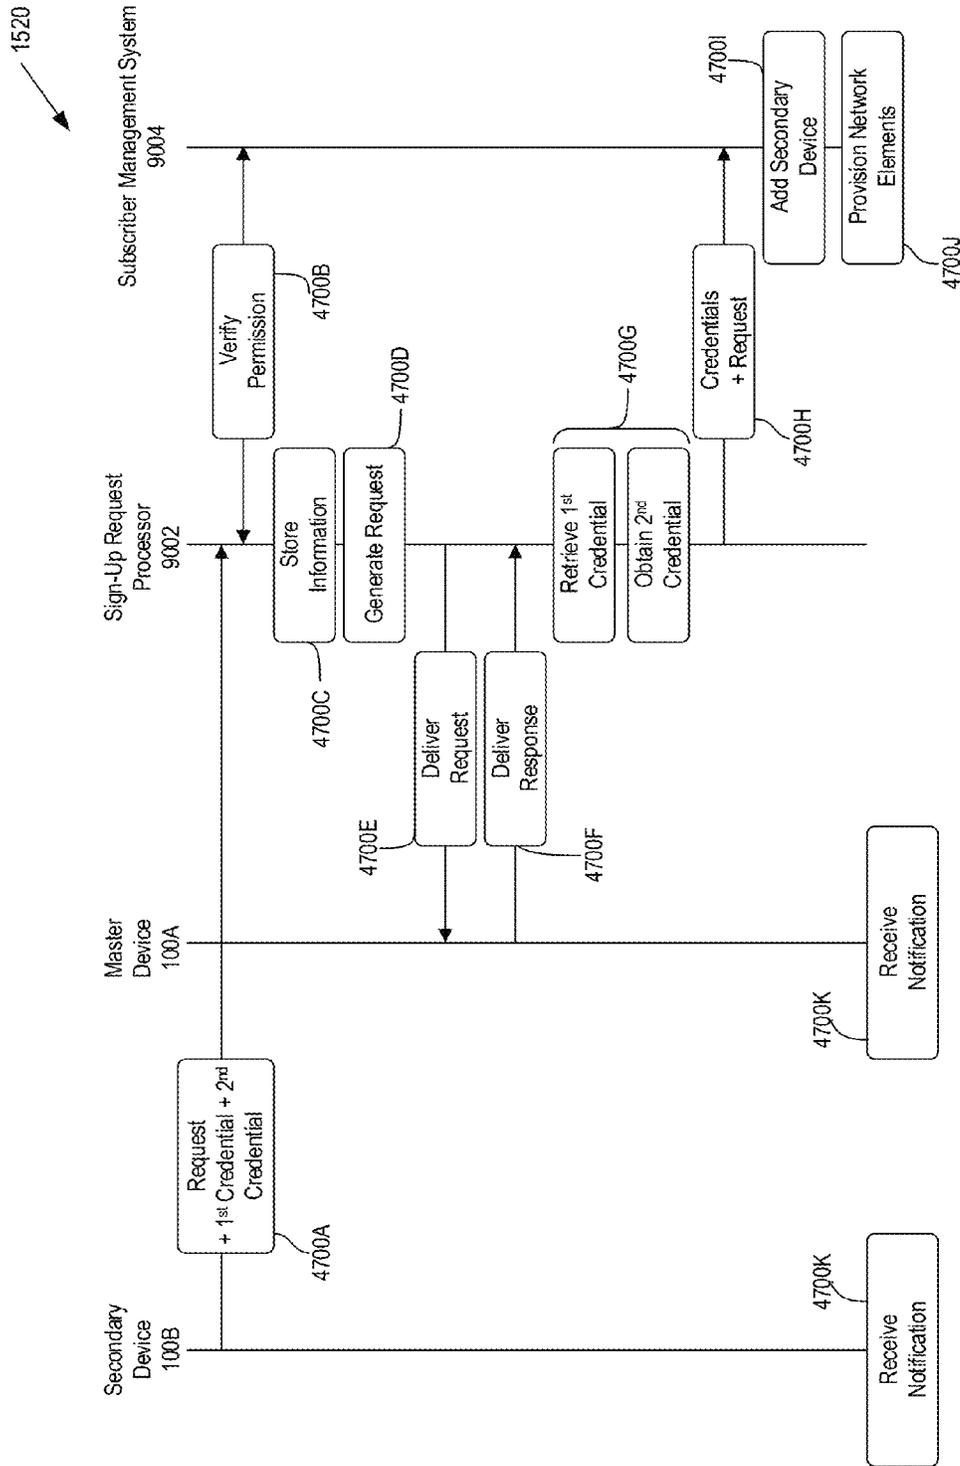 1520
Secondary
Device
100B
Master
Device
100A
Sign-Up Request
Processor
9002
Subscriber Management System
9004
Request
+ 1st Credential + 2nd
Credential
4700A
Verify
Permission
4700B
Store
Information
4700C
Generate Request
4700D
Deliver
Request
4700E
Deliver
Response
4700F
Retrieve 1st
Credential
Obtain 2nd
Credential
4700G
Credentials
+ Request
4700H
Add Secondary
Device
4700I
Provision Network
Elements
4700J
Receive
Notification
4700K
Receive
Notification
4700K